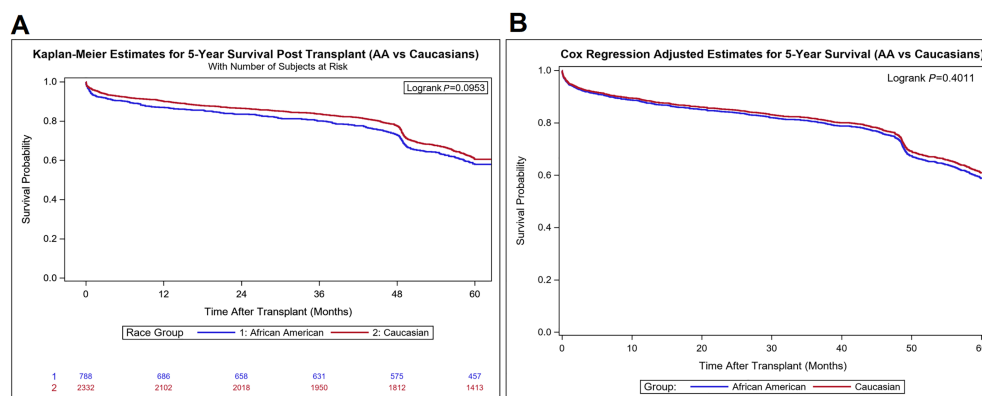 A
Kaplan-Meier Estimates for 5-Year Survival Post Transplant (AA vs Caucasians)
With Number of Subjects at Risk
Logrank P=0.0953
1.0
0.8
0.6
0.4
0.2
0.0
Survival Probability
0 12 24 36 48 60
Time After Transplant (Months)
Race Group 1: African American 2: Caucasian
1 788 686 658 631 575 457
2 2332 2102 2018 1950 1812 1413
B
Cox Regression Adjusted Estimates for 5-Year Survival (AA vs Caucasians)
Logrank P=0.4011
1.0
0.8
0.6
0.4
0.2
0.0
Survival Probability
0 10 20 30 40 50 60
Time After Transplant (Months)
Group: African American Caucasian